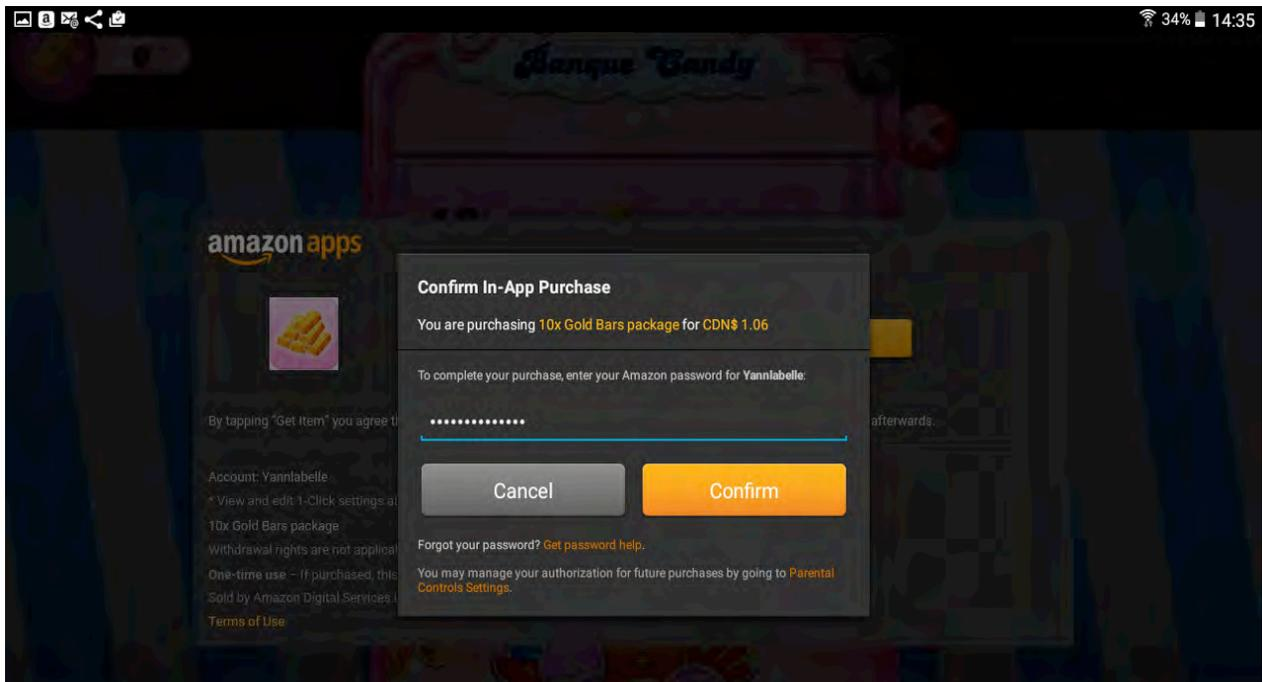 34% 14:35
Banque Candy
amazon apps
Confirm In-App Purchase
You are purchasing 10x Gold Bars package for CDN$ 1.06
To complete your purchase, enter your Amazon password for Yannlabelle:
••••••••••••••
By tapping "Get Item" you agree t
afterwards.
Cancel
Confirm
Account: Yannlabelle
* View and edit 1-Click settings a
10x Gold Bars package
Withdrawal rights are not applica
One-time use – If purchased, this
Sold by Amazon Digital Services
Terms of Use
Forgot your password? Get password help.
You may manage your authorization for future purchases by going to Parental
Controls Settings.